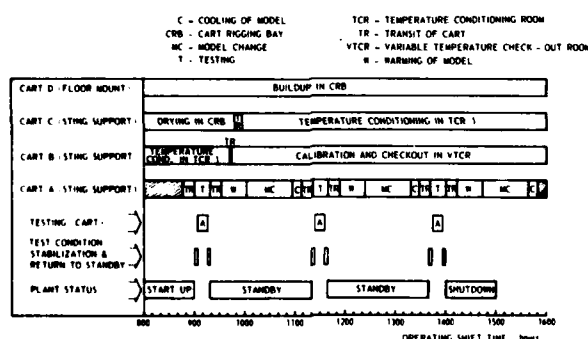 C - COOLING OF MODEL
CRB - CART RIGGING BAY
MC - MODEL CHANGE
T - TESTING
TCR - TEMPERATURE CONDITIONING ROOM
TR - TRANSIT OF CART
VTCR - VARIABLE TEMPERATURE CHECK-OUT ROOM
W - WARMING OF MODEL
CART D (FLOOR MOUNT)
BUILDUP IN CRB
CART C (STING SUPPORT)
DRYING IN CRB
TEMPERATURE CONDITIONING IN TCR 1
TR
CART B (STING SUPPORT
TEMPERATURE
COND. IN TCR 1
CALIBRATION AND CHECKOUT IN VTCR
CART A (STING SUPPORT)
TR T TR W MC C TR T TR W MC C TR T TR W MC C
TESTING CART
A A A
TEST CONDITION
STABILIZATION &
RETURN TO STANDBY
PLANT STATUS
START UP STANDBY STANDBY SHUTDOWN
800 900 1000 1100 1200 1300 1400 1500 1600
OPERATING SHIFT TIME, hours